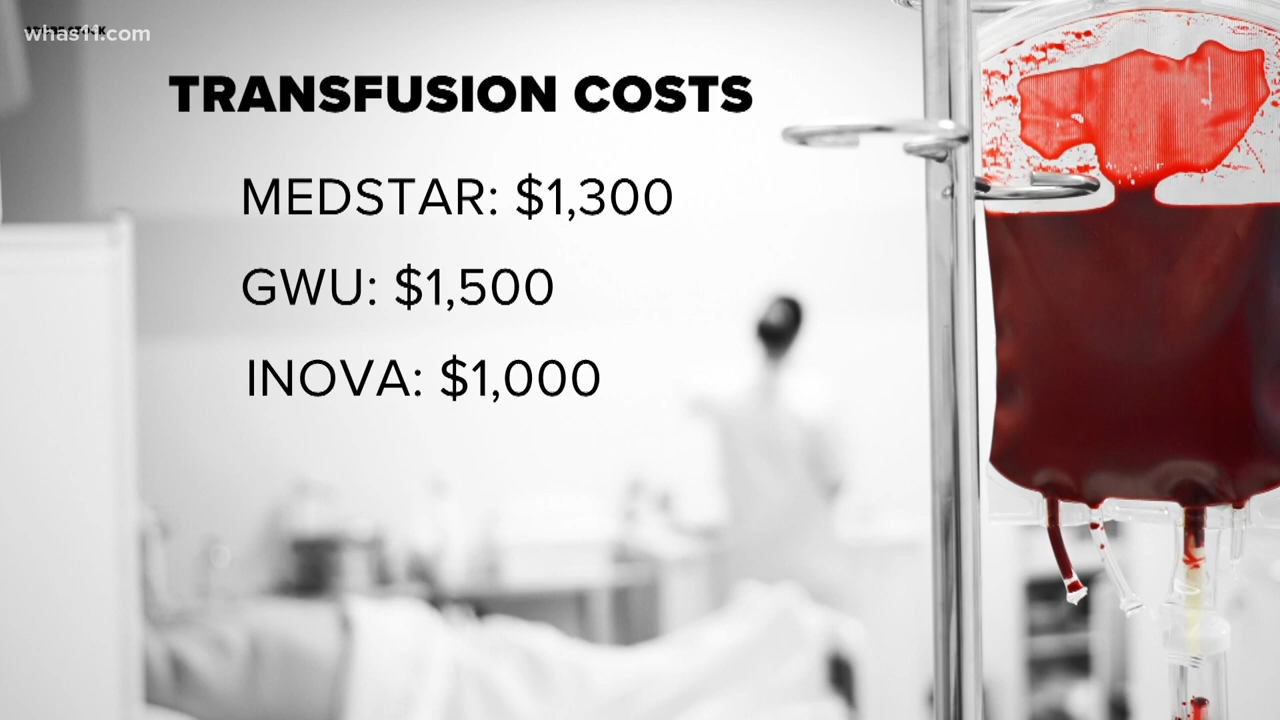 whas11.com
TRANSFUSION COSTS
MEDSTAR: $1,300
GWU: $1,500
INOVA: $1,000